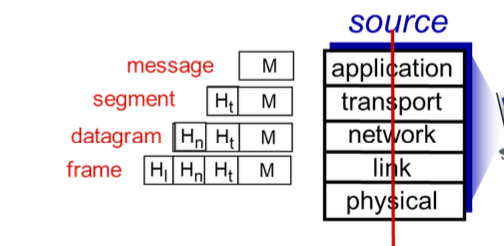 source
message M application
segment Ht M transport
datagram Hn Ht M network
frame Hl Hn Ht M link
physical